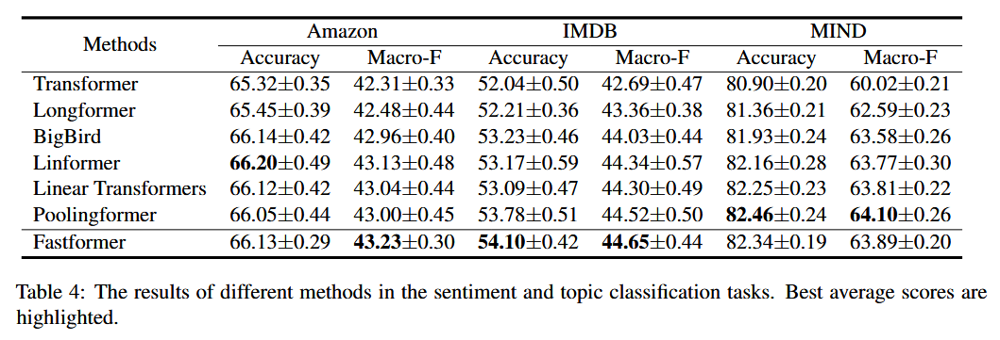 Methods Amazon IMDB MIND
Accuracy Macro-F Accuracy Macro-F Accuracy Macro-F
Transformer 65.32±0.35 42.31±0.33 52.04±0.50 42.69±0.47 80.90±0.20 60.02±0.21
Longformer 65.45±0.39 42.48±0.44 52.21±0.36 43.36±0.38 81.36±0.21 62.59±0.23
BigBird 66.14±0.42 42.96±0.40 53.23±0.46 44.03±0.44 81.93±0.24 63.58±0.26
Linformer 66.20±0.49 43.13±0.48 53.17±0.59 44.34±0.57 82.16±0.28 63.77±0.30
Linear Transformers 66.12±0.42 43.04±0.44 53.09±0.47 44.30±0.49 82.25±0.23 63.81±0.22
Poolingformer 66.05±0.44 43.00±0.45 53.78±0.51 44.52±0.50 82.46±0.24 64.10±0.26
Fastformer 66.13±0.29 43.23±0.30 54.10±0.42 44.65±0.44 82.34±0.19 63.89±0.20
Table 4: The results of different methods in the sentiment and topic classification tasks. Best average scores are
highlighted.